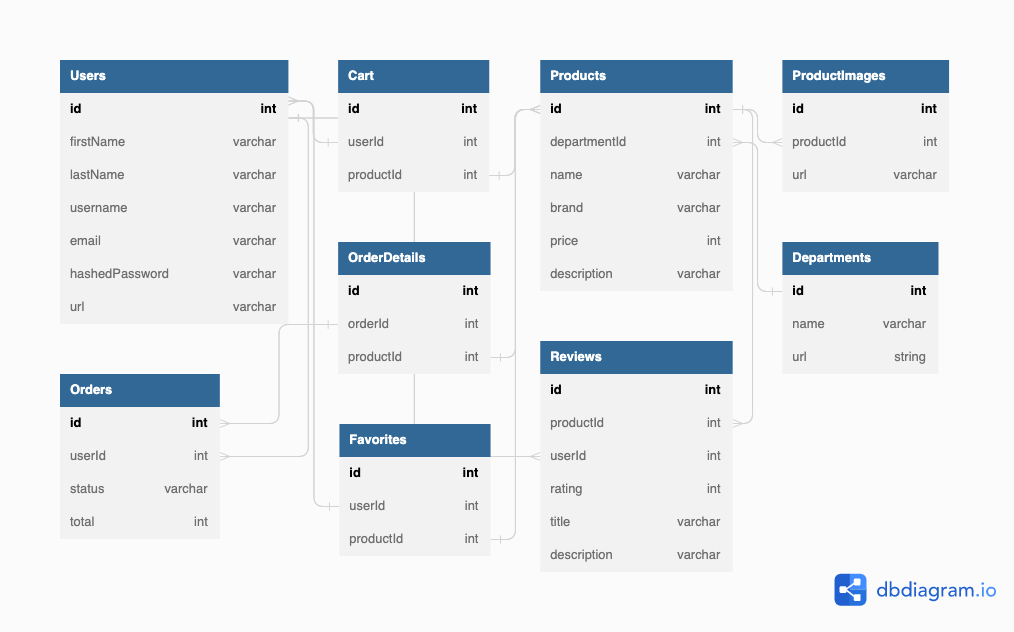 Users
id int
firstName varchar
lastName varchar
username varchar
email varchar
hashedPassword varchar
url varchar
Cart
id int
userId int
productId int
Products
id int
departmentId int
name varchar
brand varchar
price int
description varchar
ProductImages
id int
productId int
url varchar
OrderDetails
id int
orderId int
productId int
Departments
id int
name varchar
url string
Orders
id int
userId int
status varchar
total int
Favorites
id int
userId int
productId int
Reviews
id int
productId int
userId int
rating int
title varchar
description varchar
dbdiagram.io